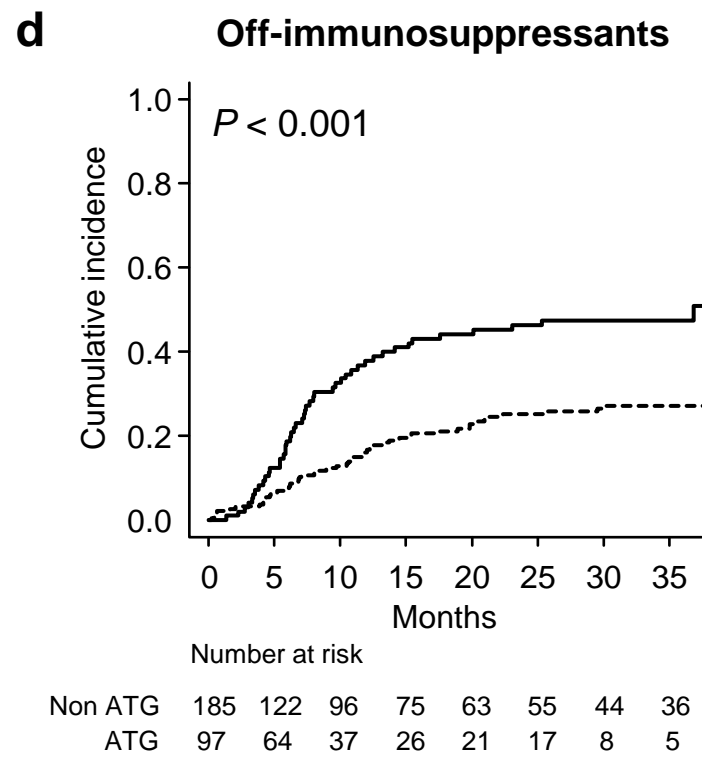 d
Off-immunosuppressants
1.0
P < 0.001
0.8
0.6
0.4
0.2
0.0
Cumulative incidence
0 5 10 15 20 25 30 35
Months
Number at risk
Non ATG 185 122 96 75 63 55 44 36
ATG 97 64 37 26 21 17 8 5